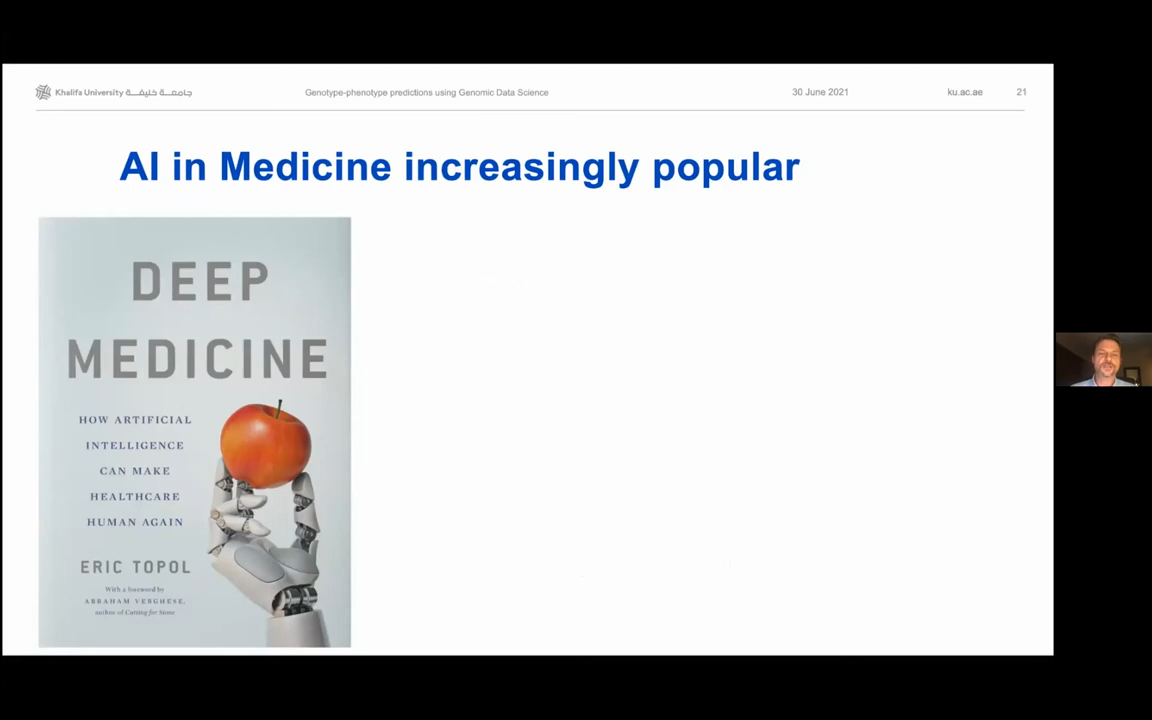 Khalifa University جامعة خليفة
Genotype-phenotype predictions using Genomic Data Science
30 June 2021
ku.ac.ae
21
AI in Medicine increasingly popular
DEEP
MEDICINE
HOW ARTIFICIAL
INTELLIGENCE
CAN MAKE
HEALTHCARE
HUMAN AGAIN
ERIC TOPOL
With a foreword by
ABRAHAM VERGHESE,
author of Cutting for Stone